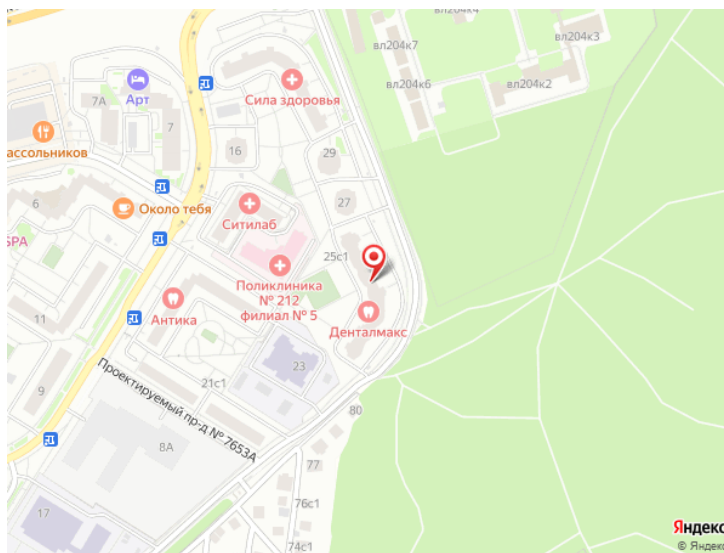 вл204к4
вл204к3
вл204к7
вл204к6
вл204к2
7А
Арт
Сила здоровья
7
ассольников
16
29
6
Около тебя
Ситилаб
27
SPA
25с1
Поликлиника
№ 212
филиал № 5
11
Антика
Денталмакс
23
9
21с1
Проектируемый пр-д № 7653А
80
8А
77
17
76с1
74с1
Яндекс
© Яндекс